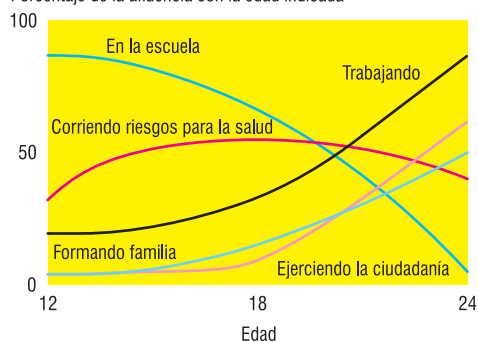 Porcentaje de la afluencia con la edad indicada
100
En la escuela
Trabajando
Corriendo riesgos para la salud
50
Formando familia
Ejerciendo la ciudadanía
0
12
18
24
Edad